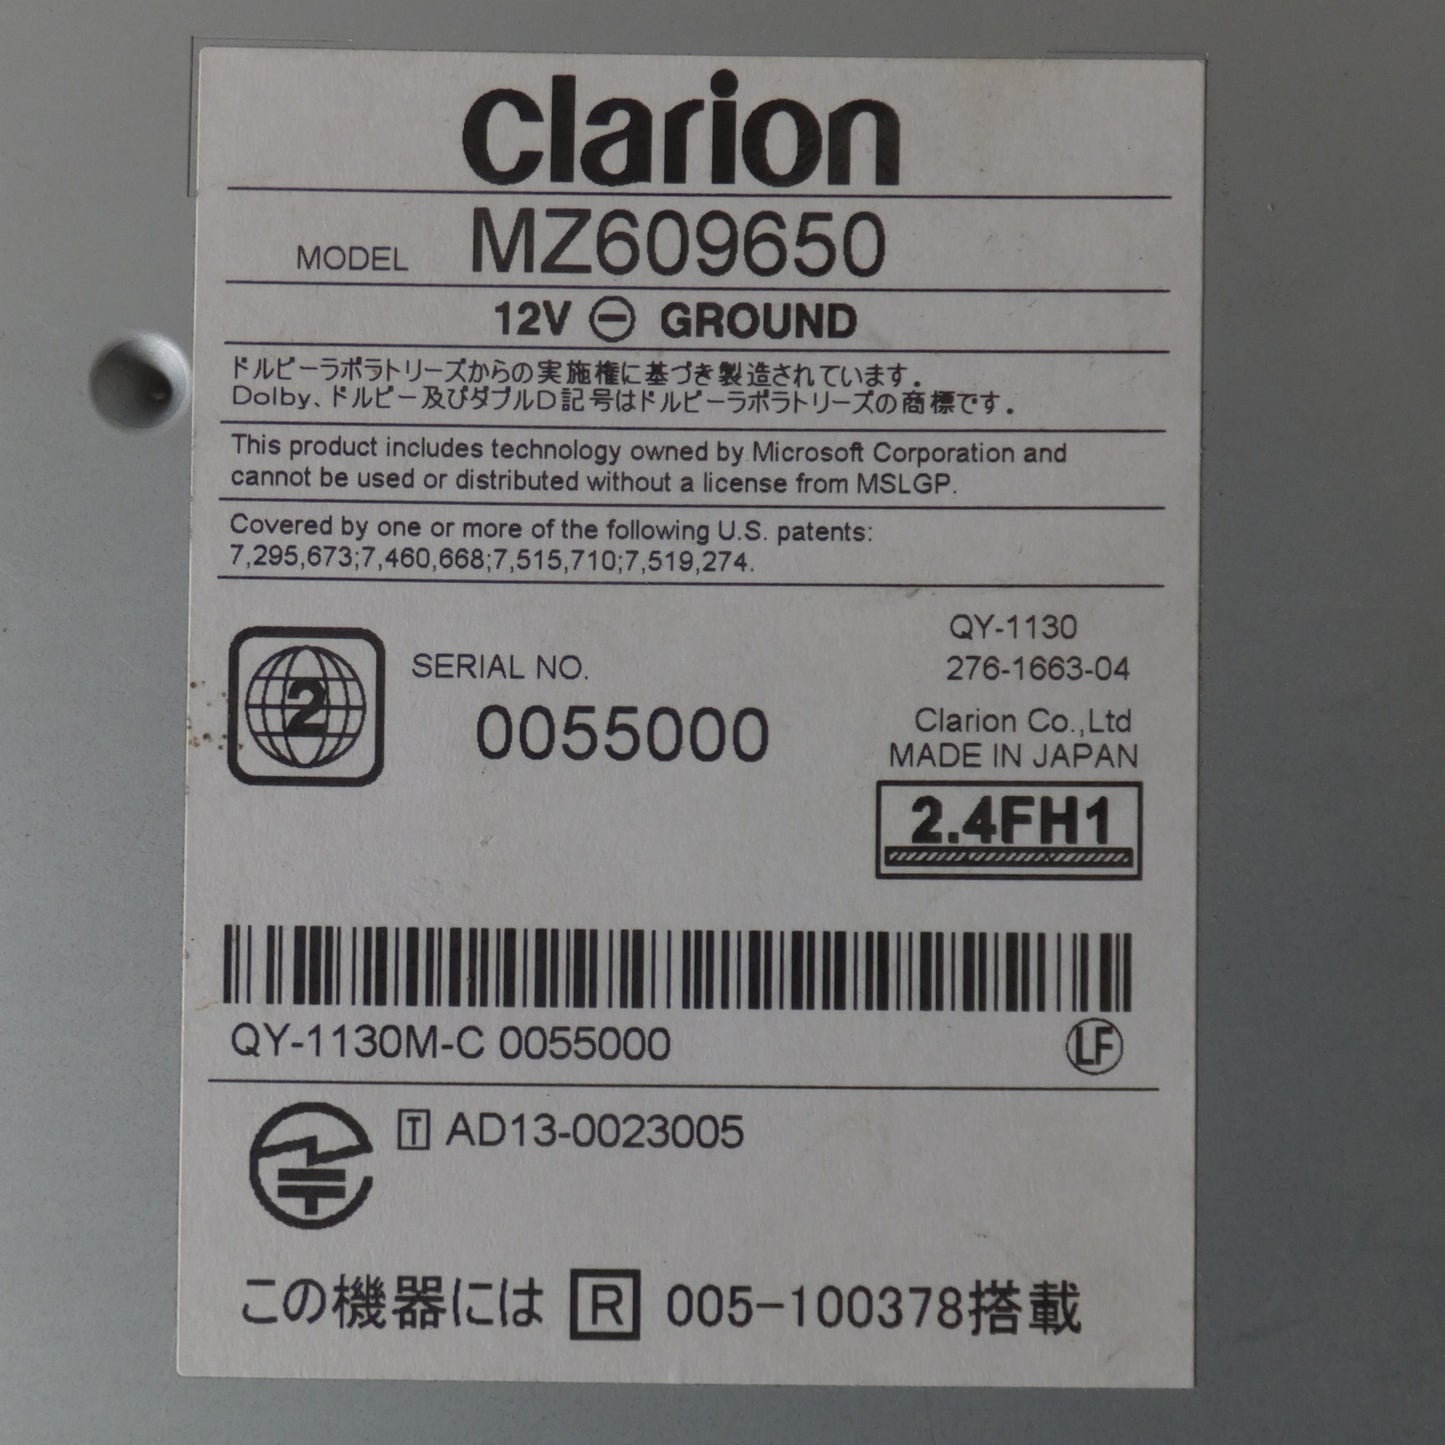 clarion
MODEL MZ609650
12V ⊖ GROUND
ドルビーラボラトリーズからの実施権に基づき製造されています.
Dolby、ドルビー及びダブルD記号はドルビーラボラトリーズの商標です.
This product includes technology owned by Microsoft Corporation and
cannot be used or distributed without a license from MSLGP.
Covered by one or more of the following U.S. patents:
7,295,673;7,460,668;7,515,710;7,519,274.
2
SERIAL NO.
0055000
QY-1130
276-1663-04
Clarion Co.,Ltd
MADE IN JAPAN
2.4FH1
QY-1130M-C 0055000
LF
T AD13-0023005
この機器には R 005-100378搭載